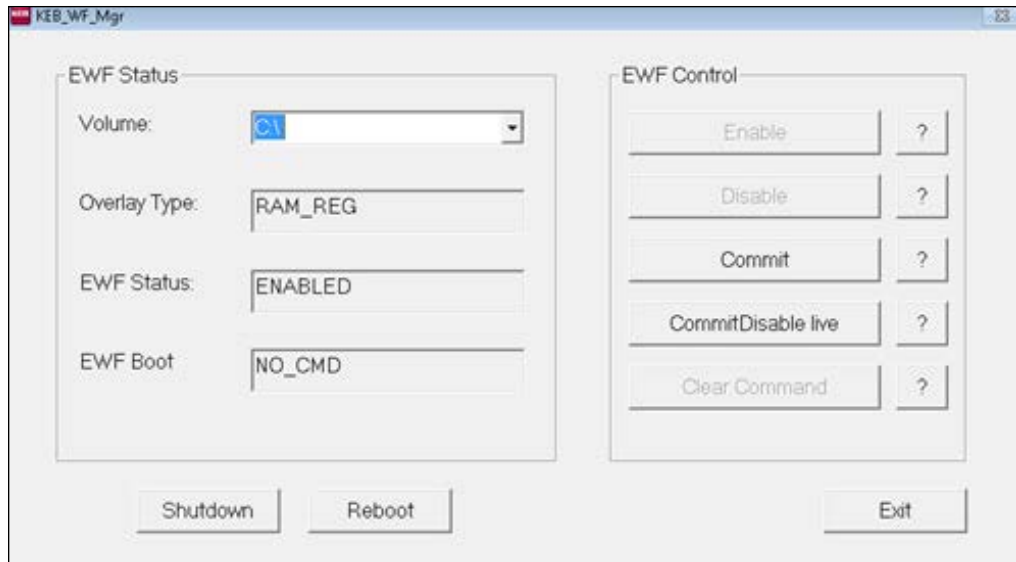 KEB_WF_Mgr
EWF Status
Volume:
C:\
Overlay Type:
RAM_REG
EWF Status:
ENABLED
EWF Boot
NO_CMD
EWF Control
Enable
?
Disable
?
Commit
?
CommitDisable live
?
Clear Command
?
Shutdown
Reboot
Exit